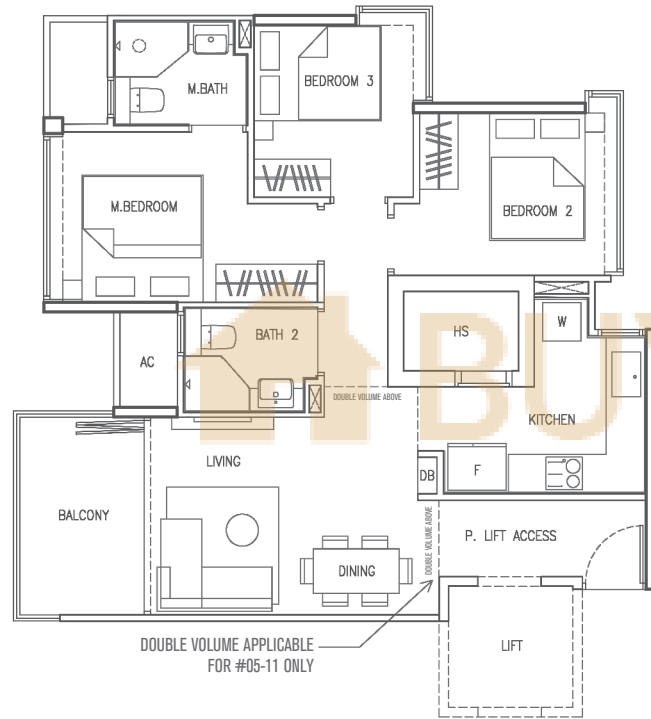 BEDROOM 3
M.BATH
M.BEDROOM
BEDROOM 2
BATH 2
HS
W
AC
BUY
DOUBLE VOLUME ABOVE
KITCHEN
LIVING
DB
F
BALCONY
DOUBLE VOLUME ABOVE
P. LIFT ACCESS
DINING
DOUBLE VOLUME APPLICABLE
FOR #05-11 ONLY
LIFT